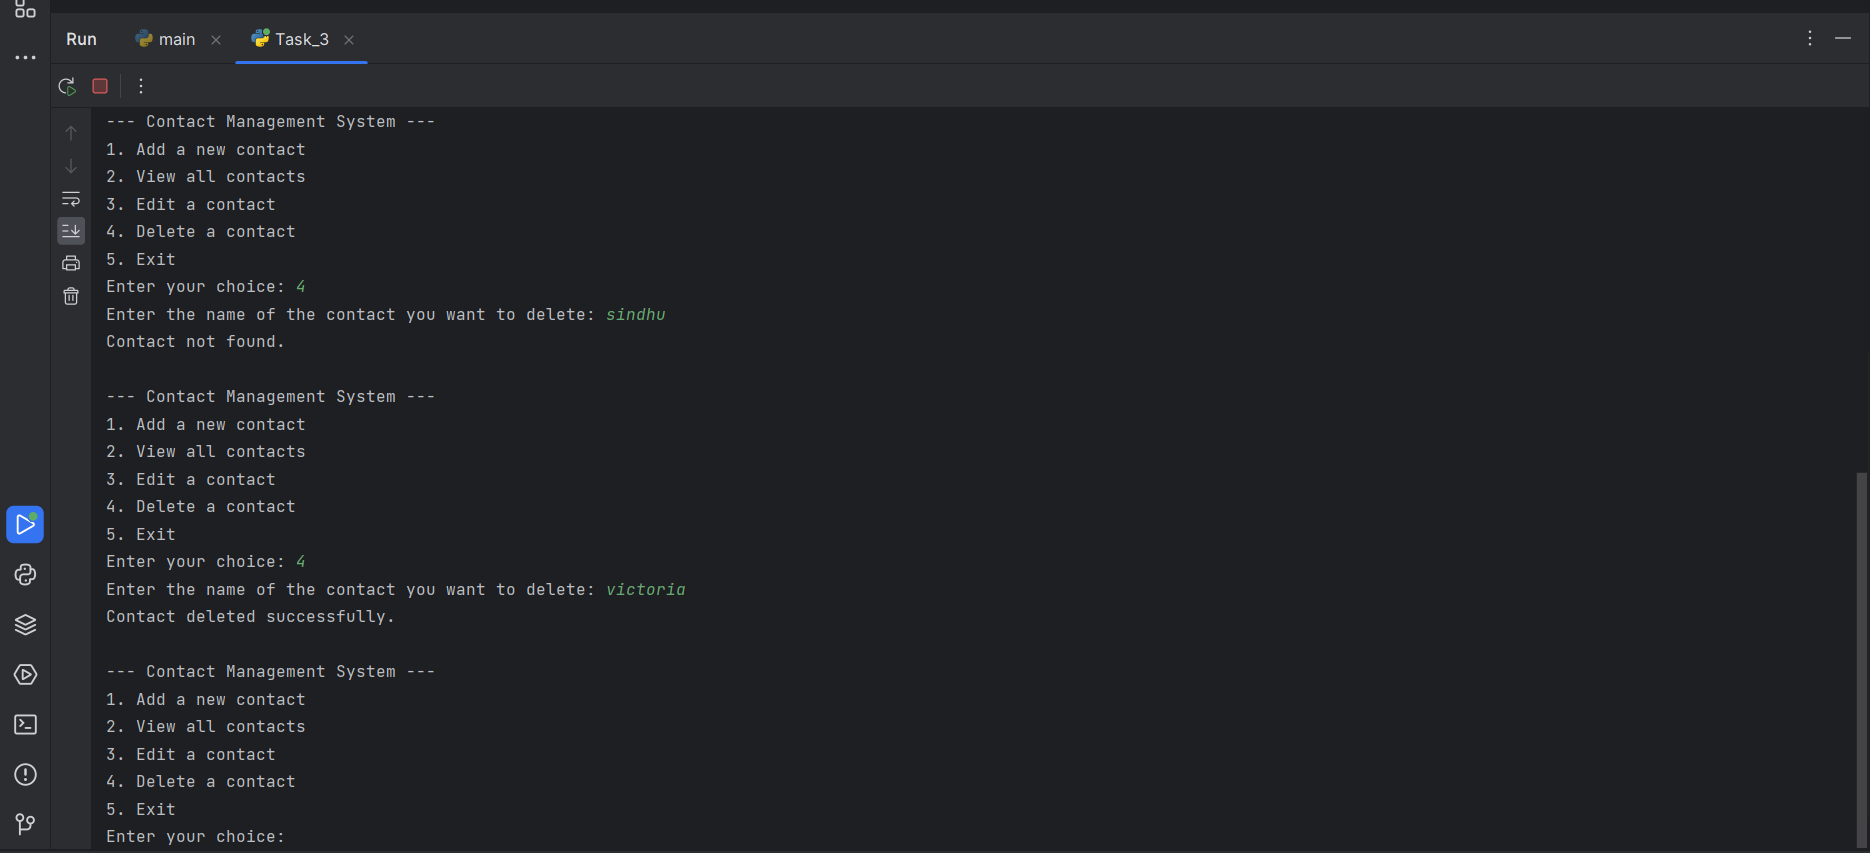 Run main Task_3
--- Contact Management System ---
1. Add a new contact
2. View all contacts
3. Edit a contact
4. Delete a contact
5. Exit
Enter your choice: 4
Enter the name of the contact you want to delete: sindhu
Contact not found.
--- Contact Management System ---
1. Add a new contact
2. View all contacts
3. Edit a contact
4. Delete a contact
5. Exit
Enter your choice: 4
Enter the name of the contact you want to delete: victoria
Contact deleted successfully.
--- Contact Management System ---
1. Add a new contact
2. View all contacts
3. Edit a contact
4. Delete a contact
5. Exit
Enter your choice: